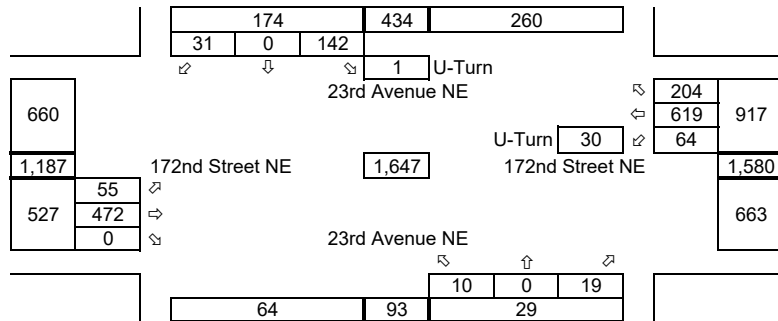 174 434 260
31 0 142
⬃ ⇩ ⬂ 1 U-Turn
23rd Avenue NE ⬁ 204
660 ⇦ 619 917
U-Turn 30 ⬃ 64
1,187 172nd Street NE 1,647 172nd Street NE 1,580
55 ⬀
527 472 ⇨ 663
0 ⬂ 23rd Avenue NE
⬁ ⇧ ⬀
10 0 19
64 93 29